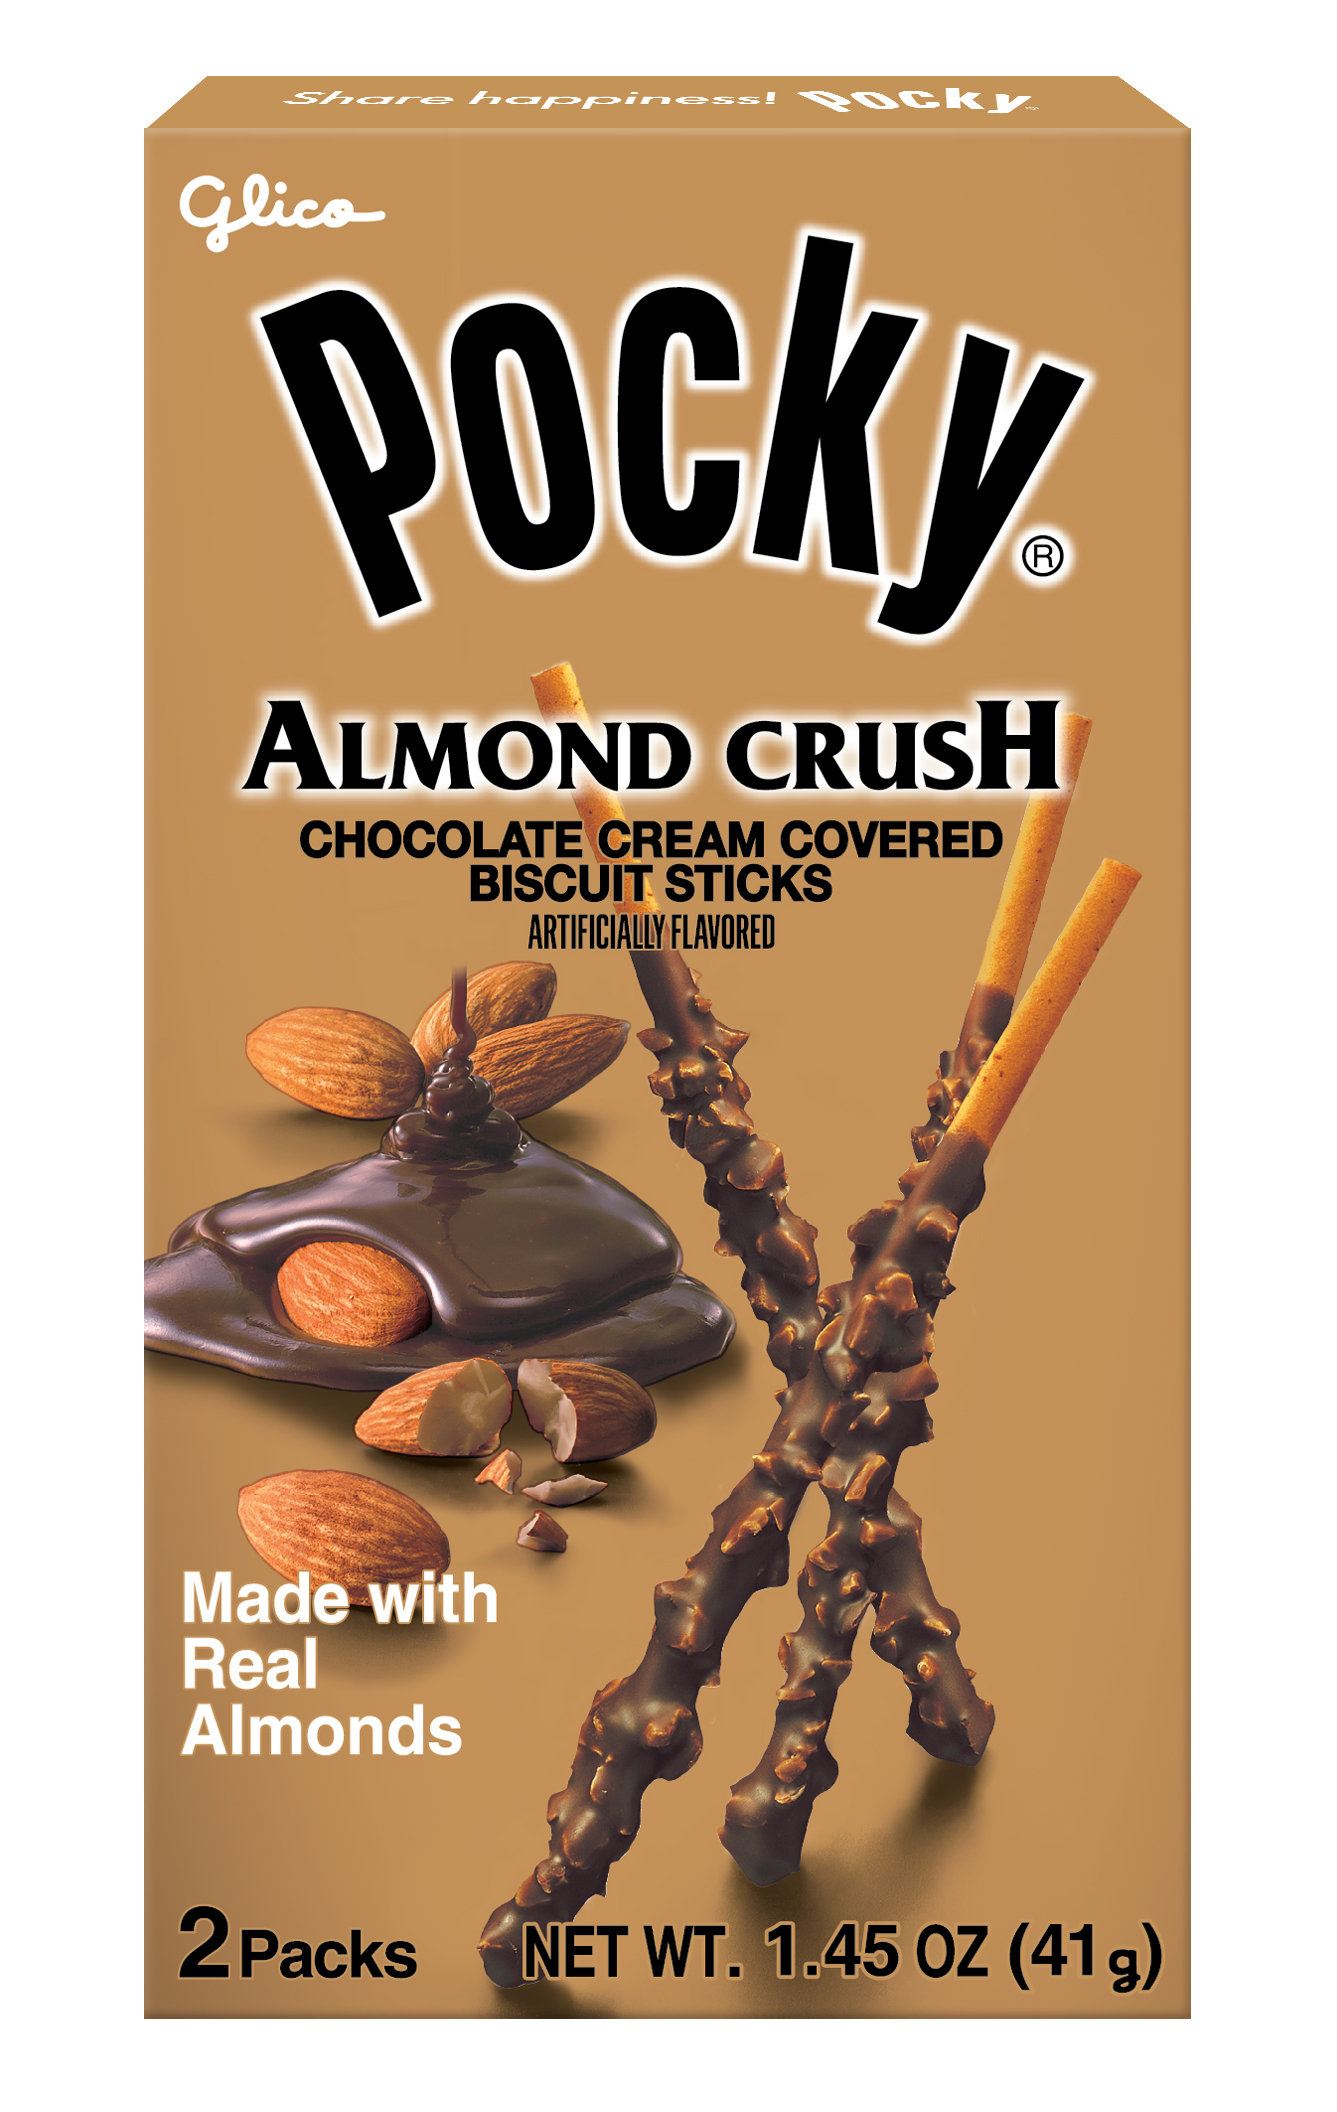 Share happiness! Pocky®
Glico
Pocky®
ALMOND CRUSH
CHOCOLATE CREAM COVERED
BISCUIT STICKS
ARTIFICIALLY FLAVORED
Made with
Real
Almonds
2 Packs
NET WT. 1.45 OZ (41g)